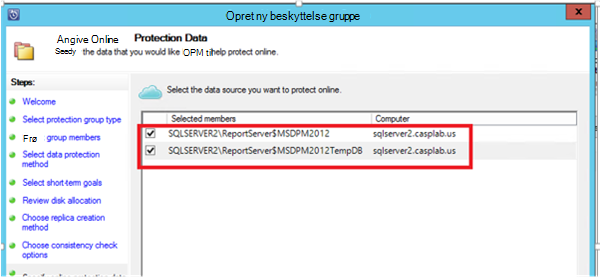 Opret ny beskyttelse gruppe
x
Angive Online Protection Data
Seedy the data that you would like OPM tihelp protect online.
Steps:
Welcome
Select protection group type
Frø group members
Select data protection
method
Select short-term goals
Review disk allocation
Choose replica creation
method
Choose consistency check
options
Select the data source you want to protect online.
Selected members Computer
SQLSERVER2\ReportServer$MSDPM2012 sqlserver2.casplab.us
SQLSERVER2\ReportServer$MSDPM2012TempDB sqlserver2.casplab.us